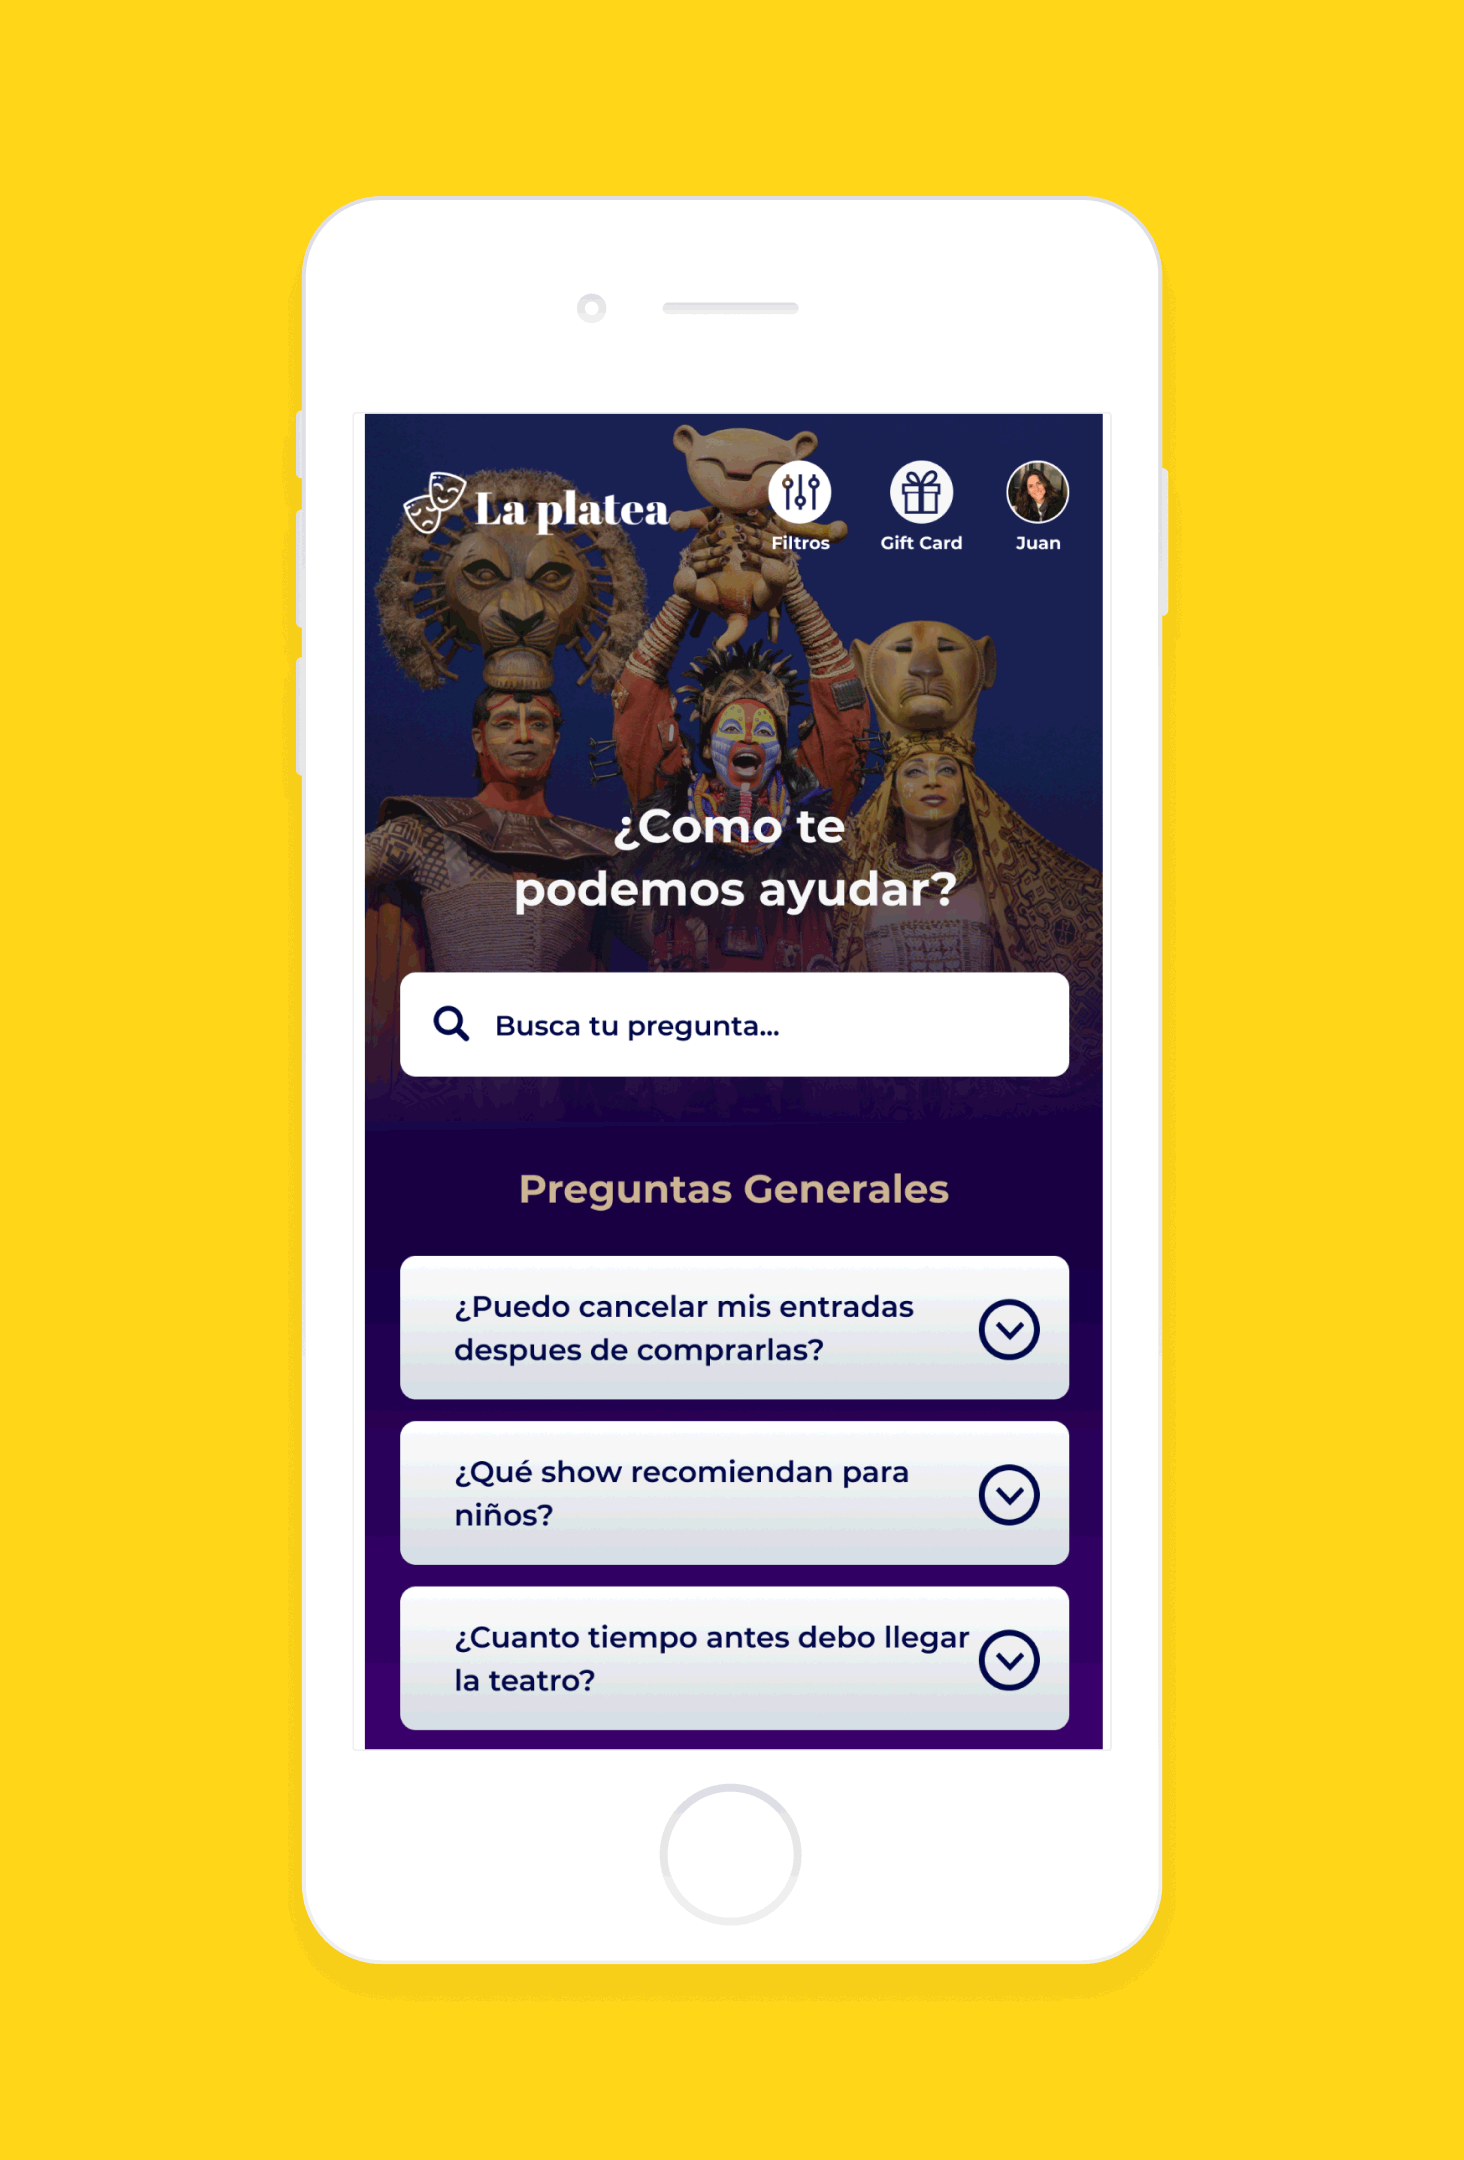 La platea
Filtros
Gift Card
Juan
¿Como te
podemos ayudar?
Busca tu pregunta...
Preguntas Generales
¿Puedo cancelar mis entradas
despues de comprarlas?
¿Qué show recomiendan para
niños?
¿Cuanto tiempo antes debo llegar
la teatro?